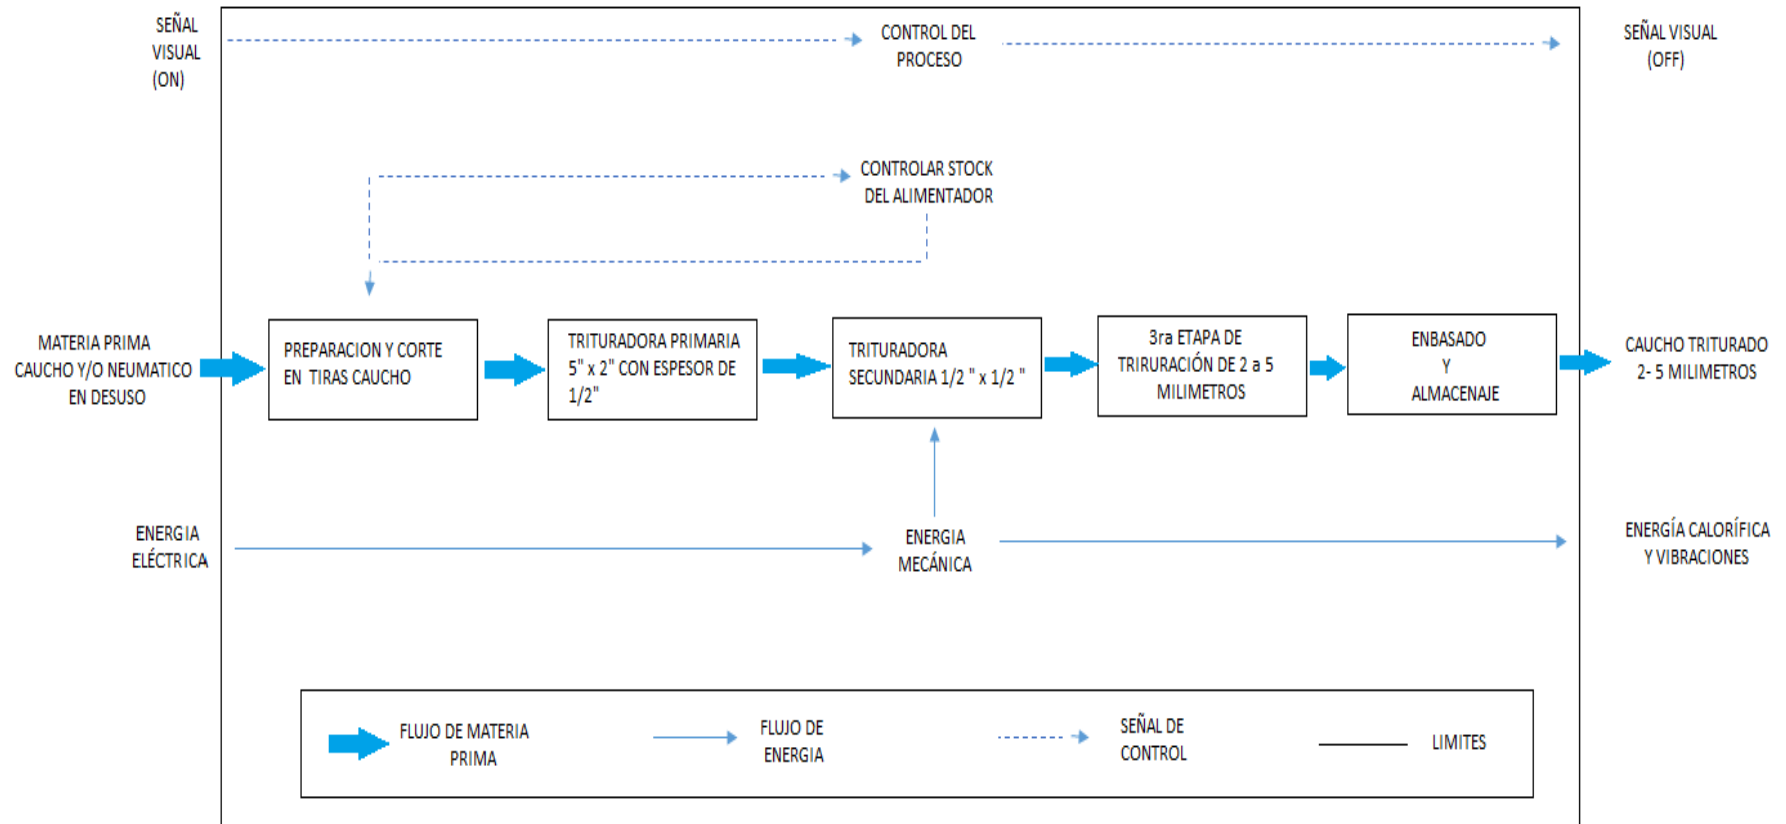 SEÑAL
VISUAL
(ON)
CONTROL DEL
PROCESO
SEÑAL VISUAL
(OFF)
CONTROLAR STOCK
DEL ALIMENTADOR
MATERIA PRIMA
CAUCHO Y/O NEUMATICO
EN DESUSO
PREPARACION Y CORTE
EN TIRAS CAUCHO
TRITURADORA PRIMARIA
5" x 2" CON ESPESOR DE
1/2"
TRITURADORA
SECUNDARIA 1/2 " x 1/2 "
3ra ETAPA DE
TRIRURACIÓN DE 2 a 5
MILIMETROS
ENBASADO
Y
ALMACENAJE
CAUCHO TRITURADO
2- 5 MILIMETROS
ENERGIA
ELÉCTRICA
ENERGIA
MECÁNICA
ENERGÍA CALORÍFICA
Y VIBRACIONES
FLUJO DE MATERIA
PRIMA
FLUJO DE
ENERGIA
SEÑAL DE
CONTROL
LIMITES